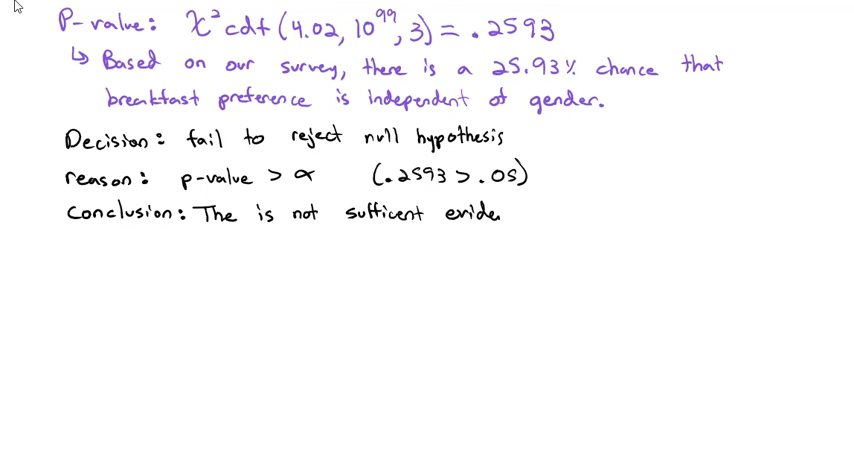 P-value: χ²cdf(4.02, 10^99, 3) = .2593
↳ Based on our survey, there is a 25.93% chance that
breakfast preference is independent of gender.
Decision: fail to reject null hypothesis
reason: p-value > α (.2593 > .05)
Conclusion: The is not sufficent evide